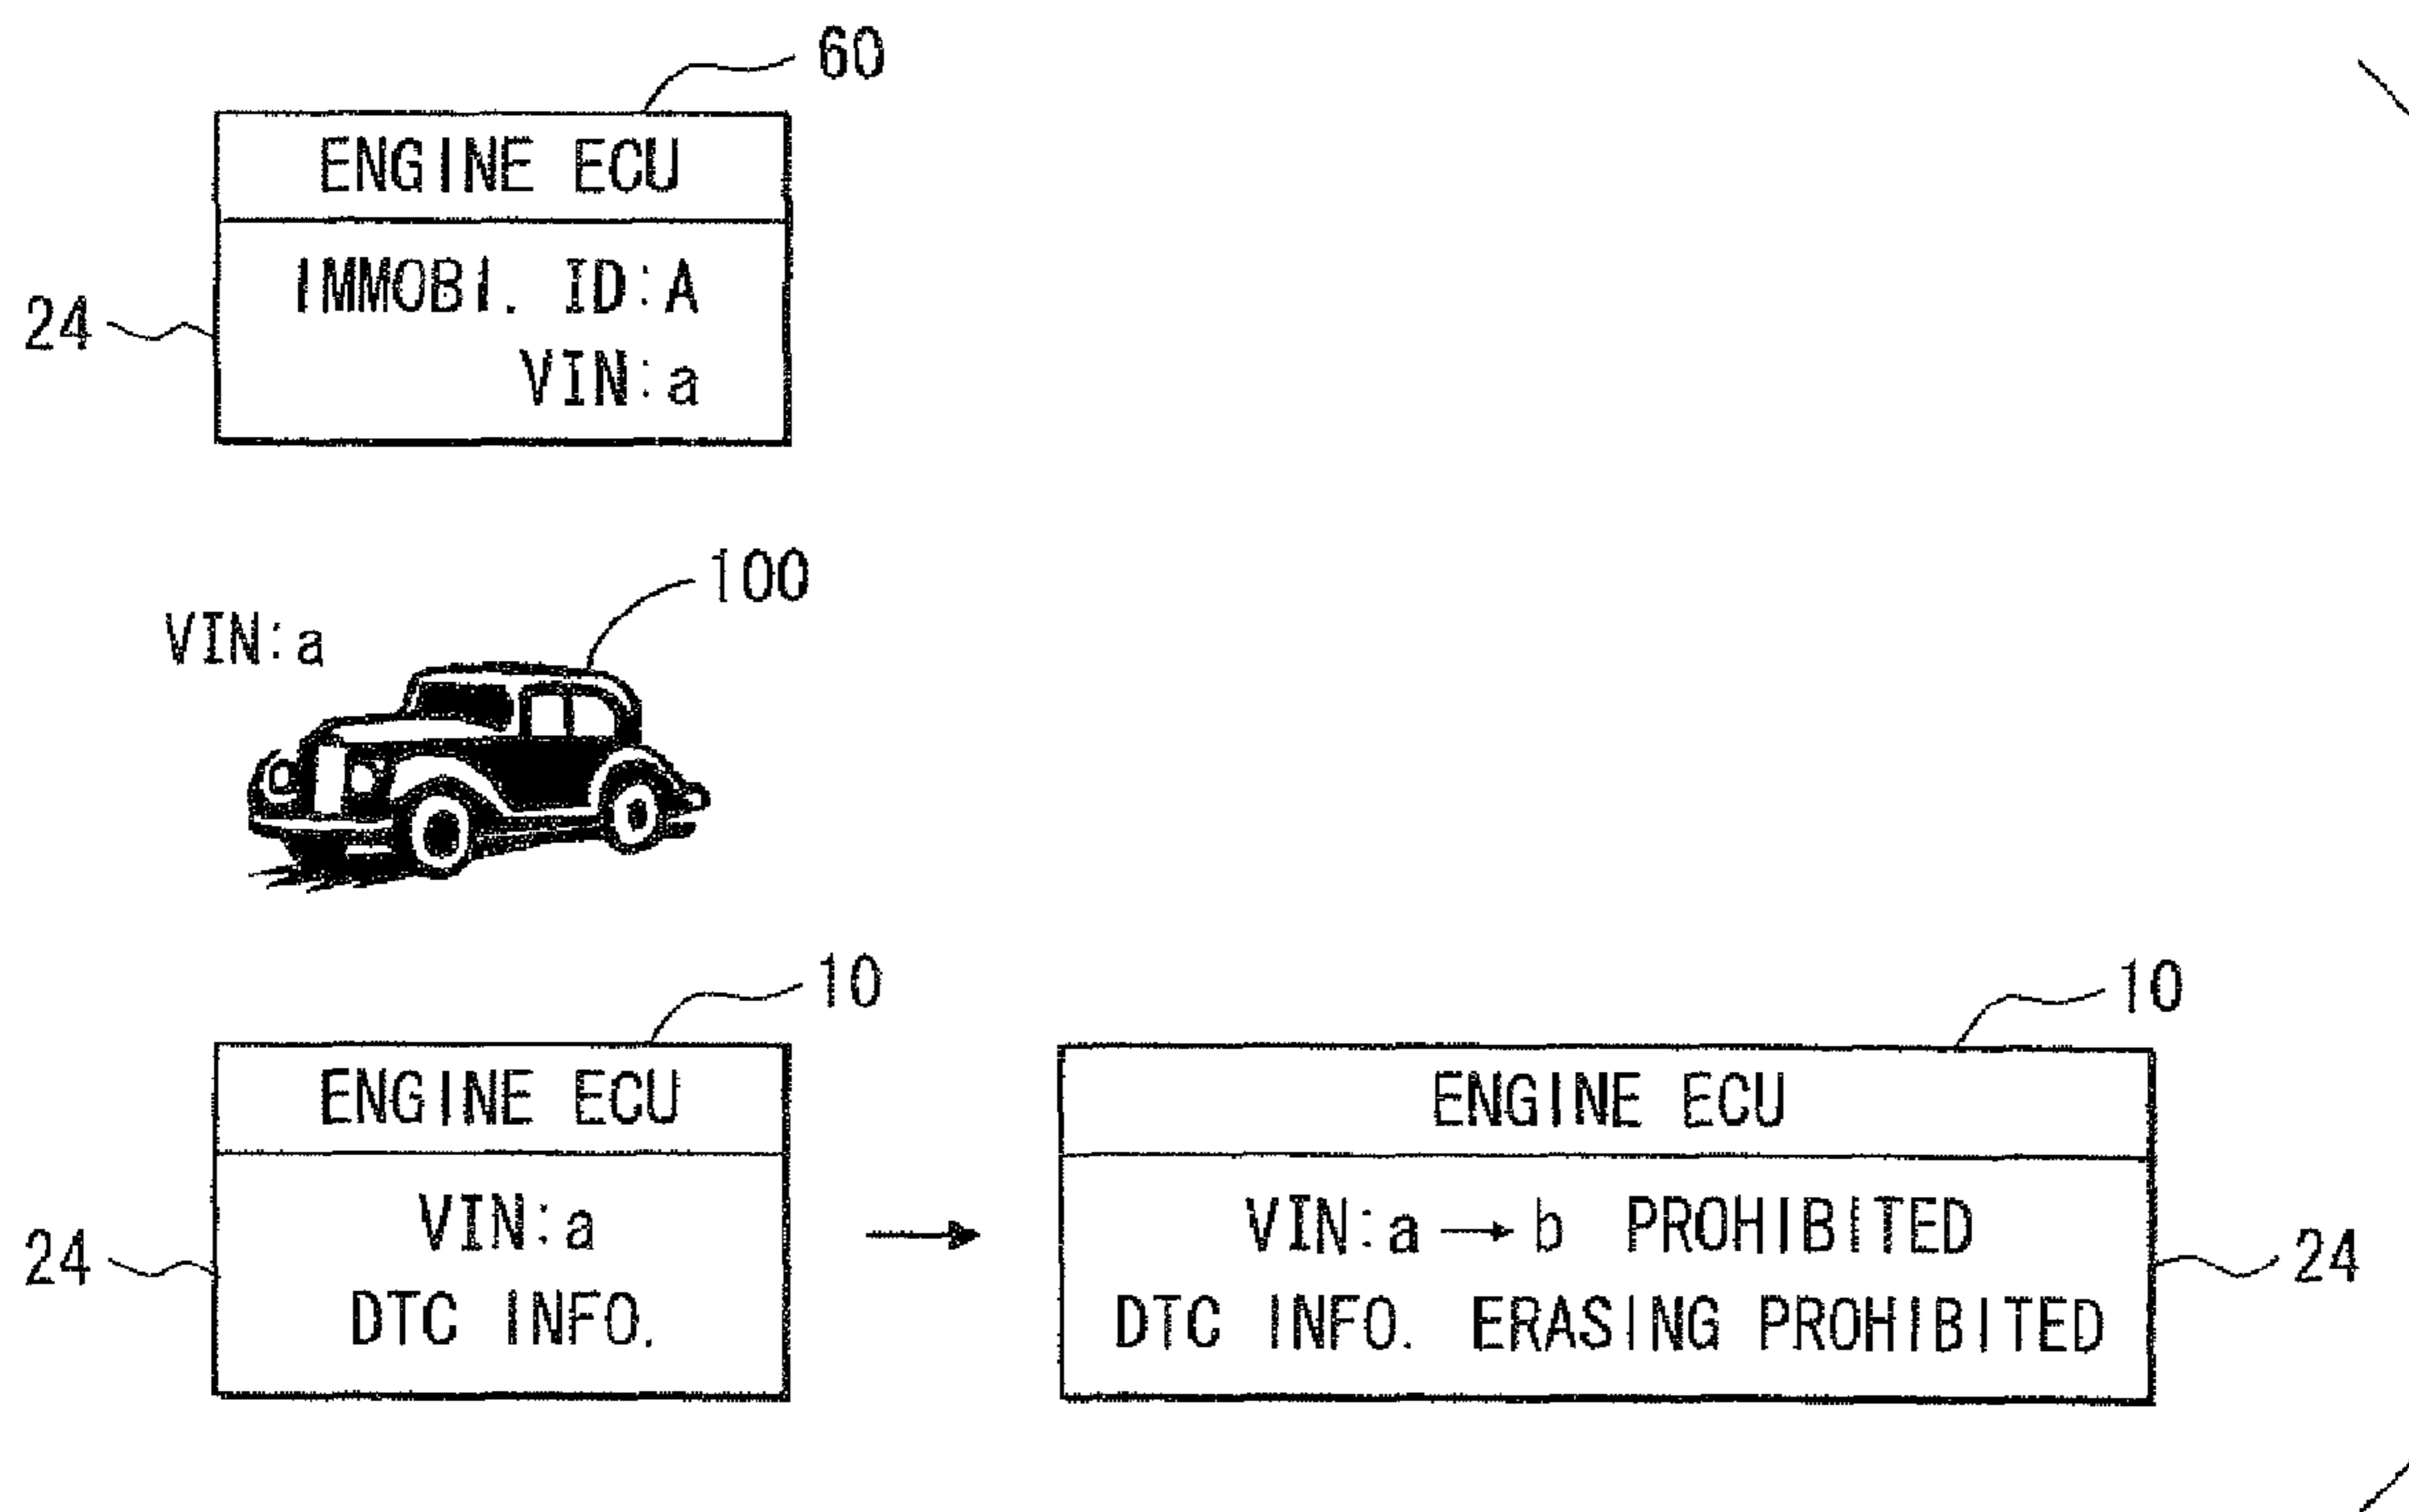 60
ENGINE ECU
IMMOBI. ID:A
24
VIN:a
100
VIN:a
10
10
ENGINE ECU
ENGINE ECU
VIN:a
VIN:a→b PROHIBITED
24
24
DTC INFO.
DTC INFO. ERASING PROHIBITED